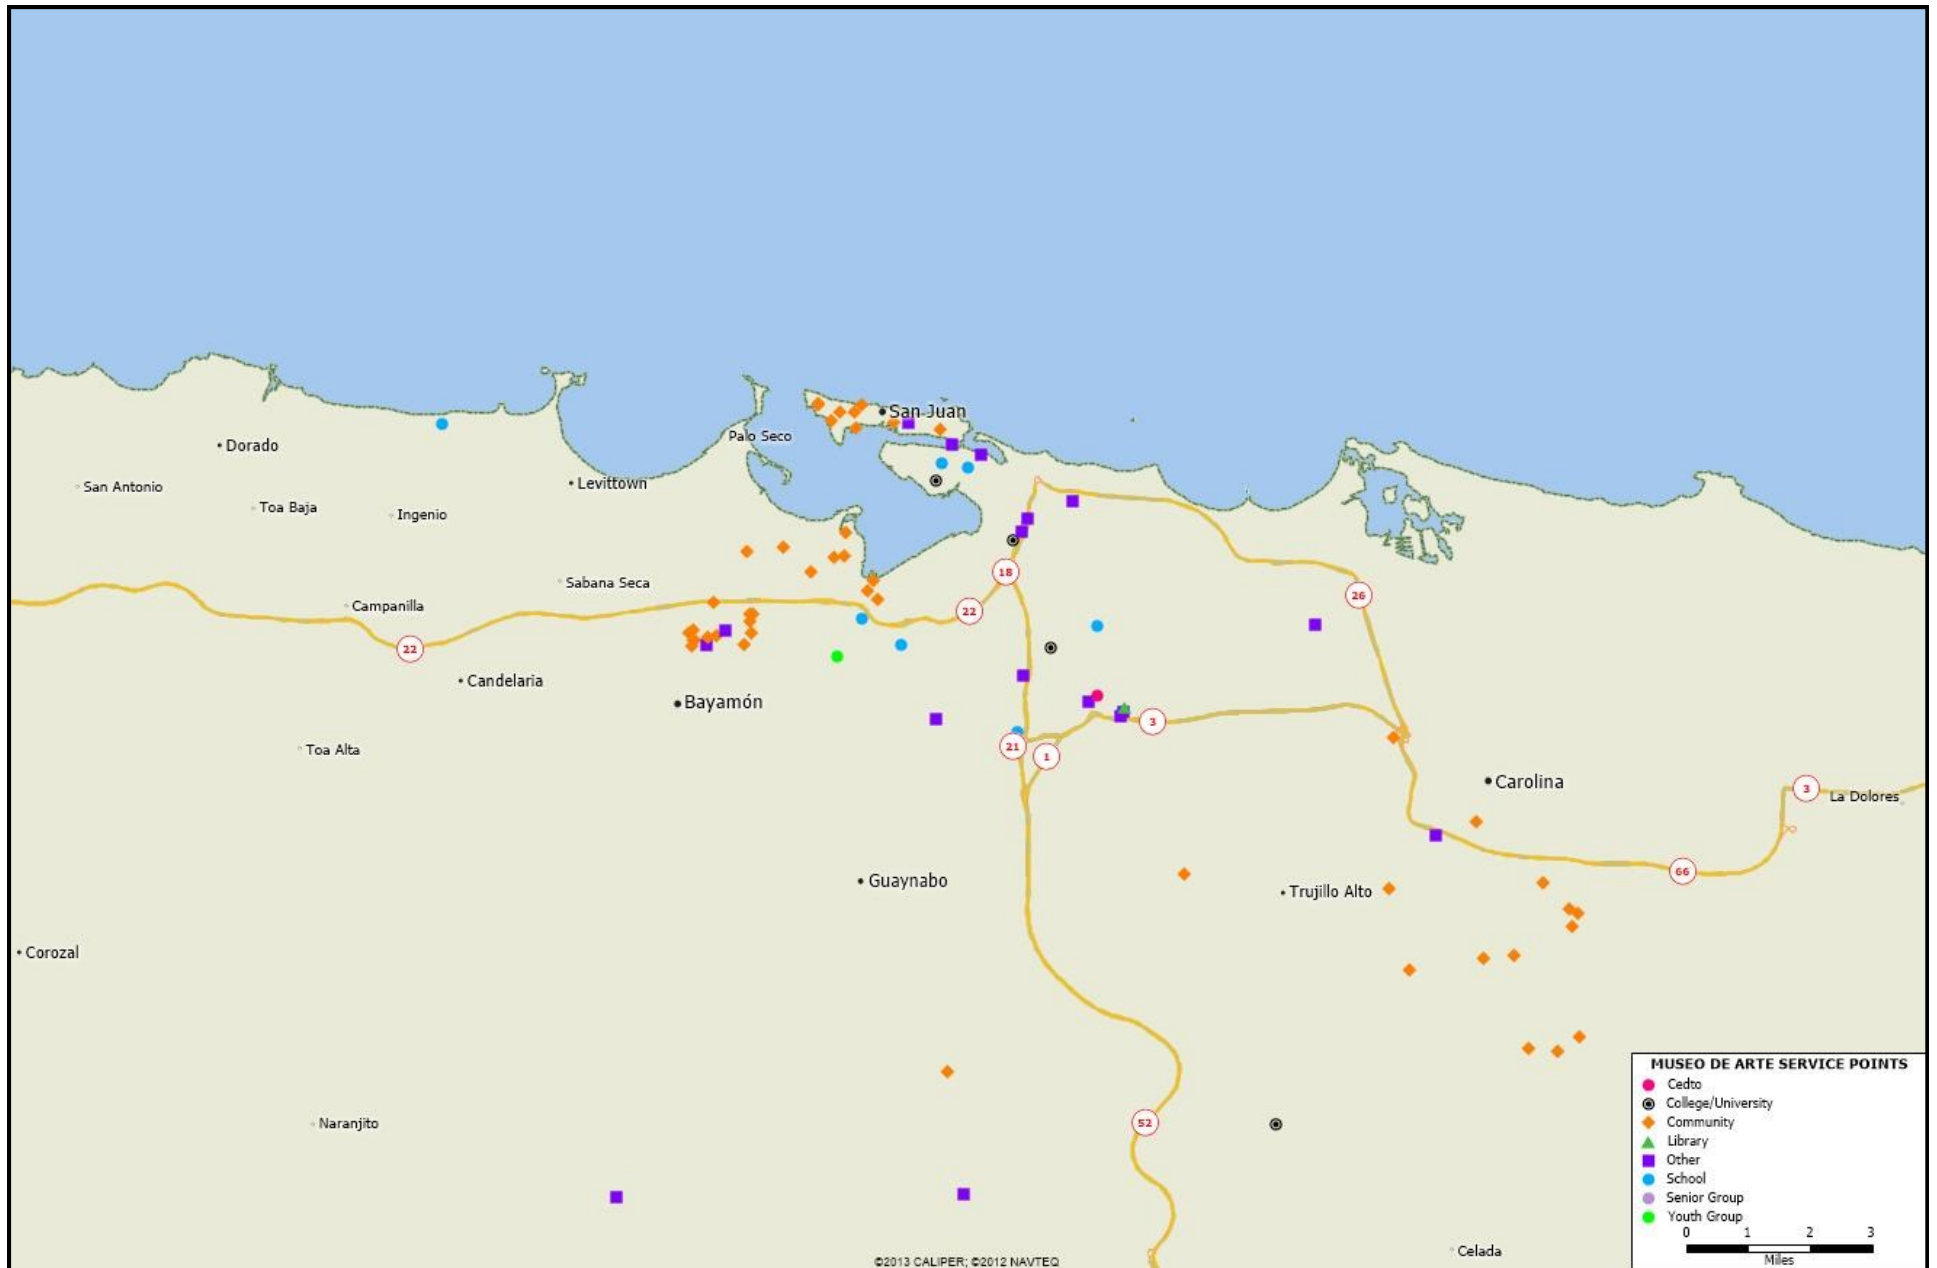 San Juan
Palo Seco
Dorado
Levittown
San Antonio
Toa Baja
Ingenio
18
Sabana Seca
26
Campanilla
22
22
Candelaria
Bayamón
3
21
1
Toa Alta
Carolina
3
La Dolores
66
Guaynabo
Trujillo Alto
Corozal
Naranjito
52
Celada
MUSEO DE ARTE SERVICE POINTS
Cedto
College/University
Community
Library
Other
School
Senior Group
Youth Group
0 1 2 3
Miles
©2013 CALIPER; ©2012 NAVTEQ